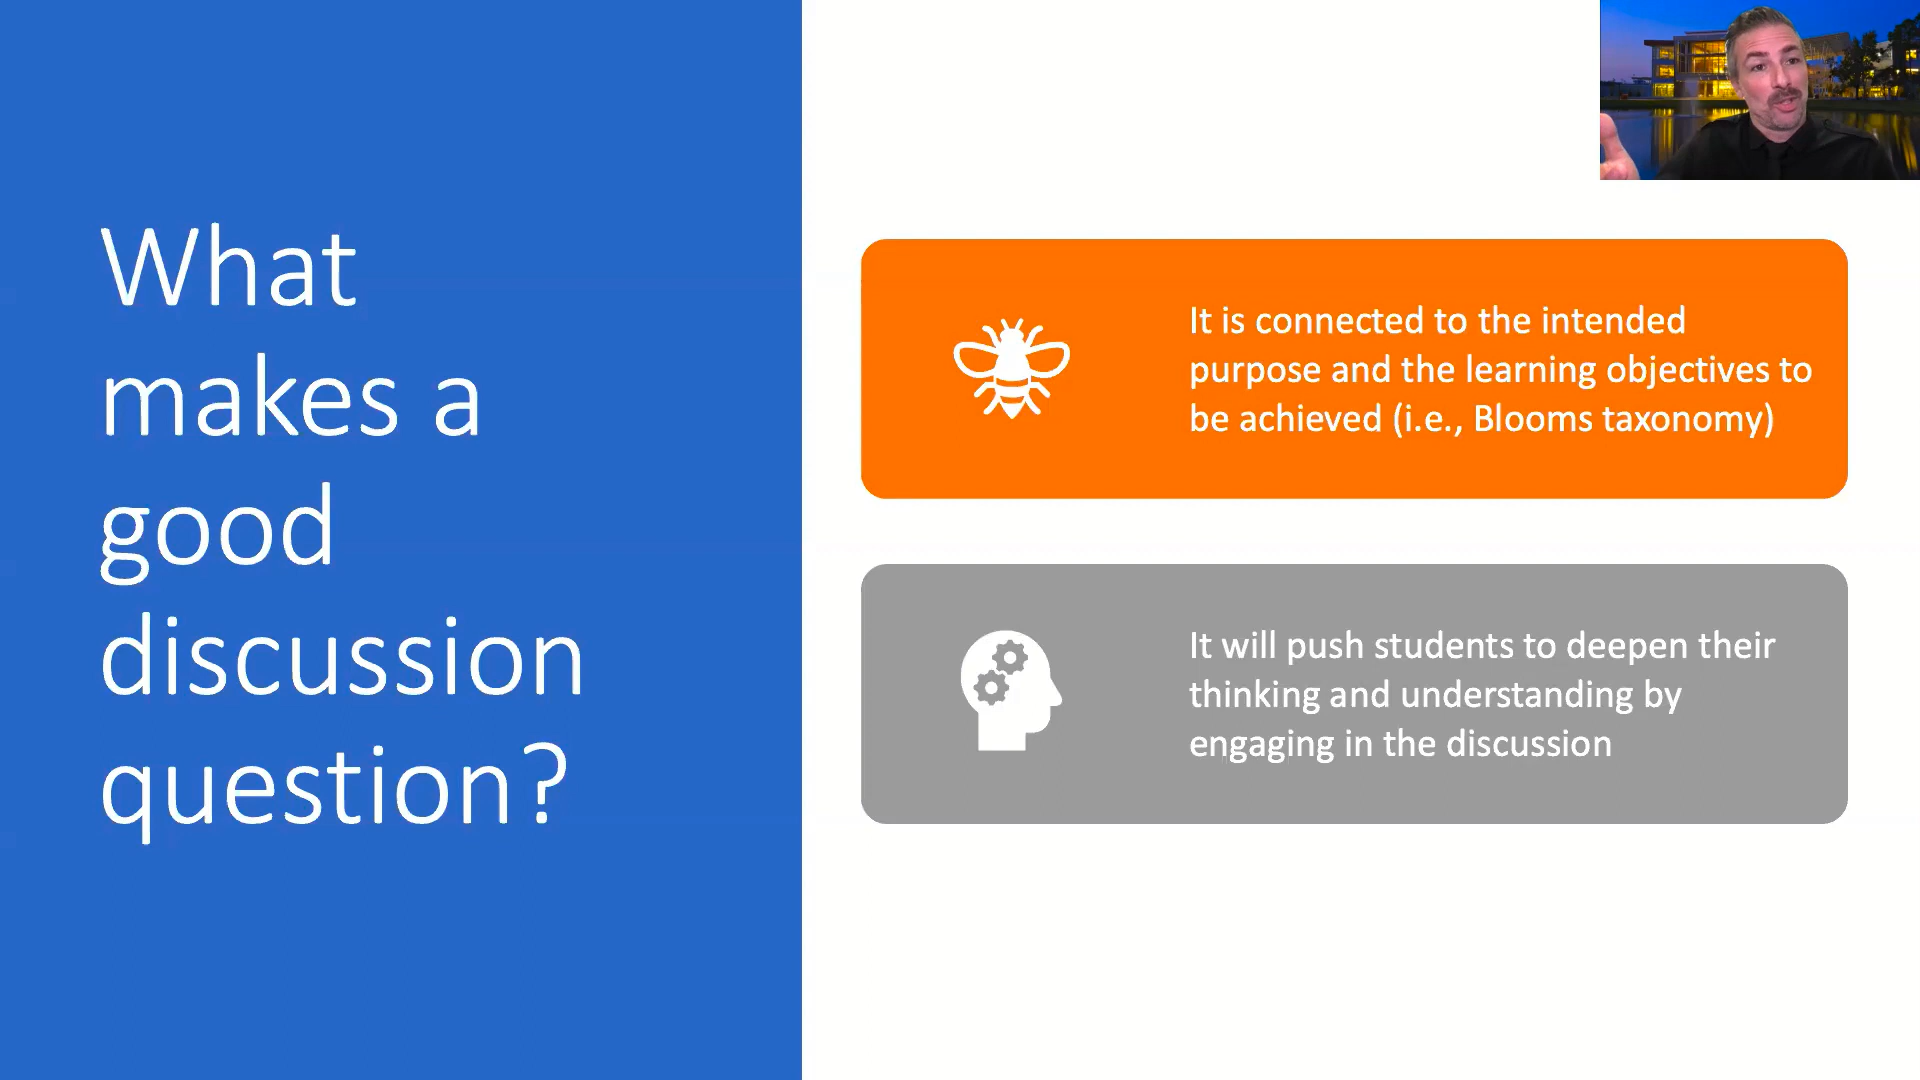 What
makes a
good
discussion
question?
It is connected to the intended
purpose and the learning objectives to
be achieved (i.e., Blooms taxonomy)
It will push students to deepen their
thinking and understanding by
engaging in the discussion